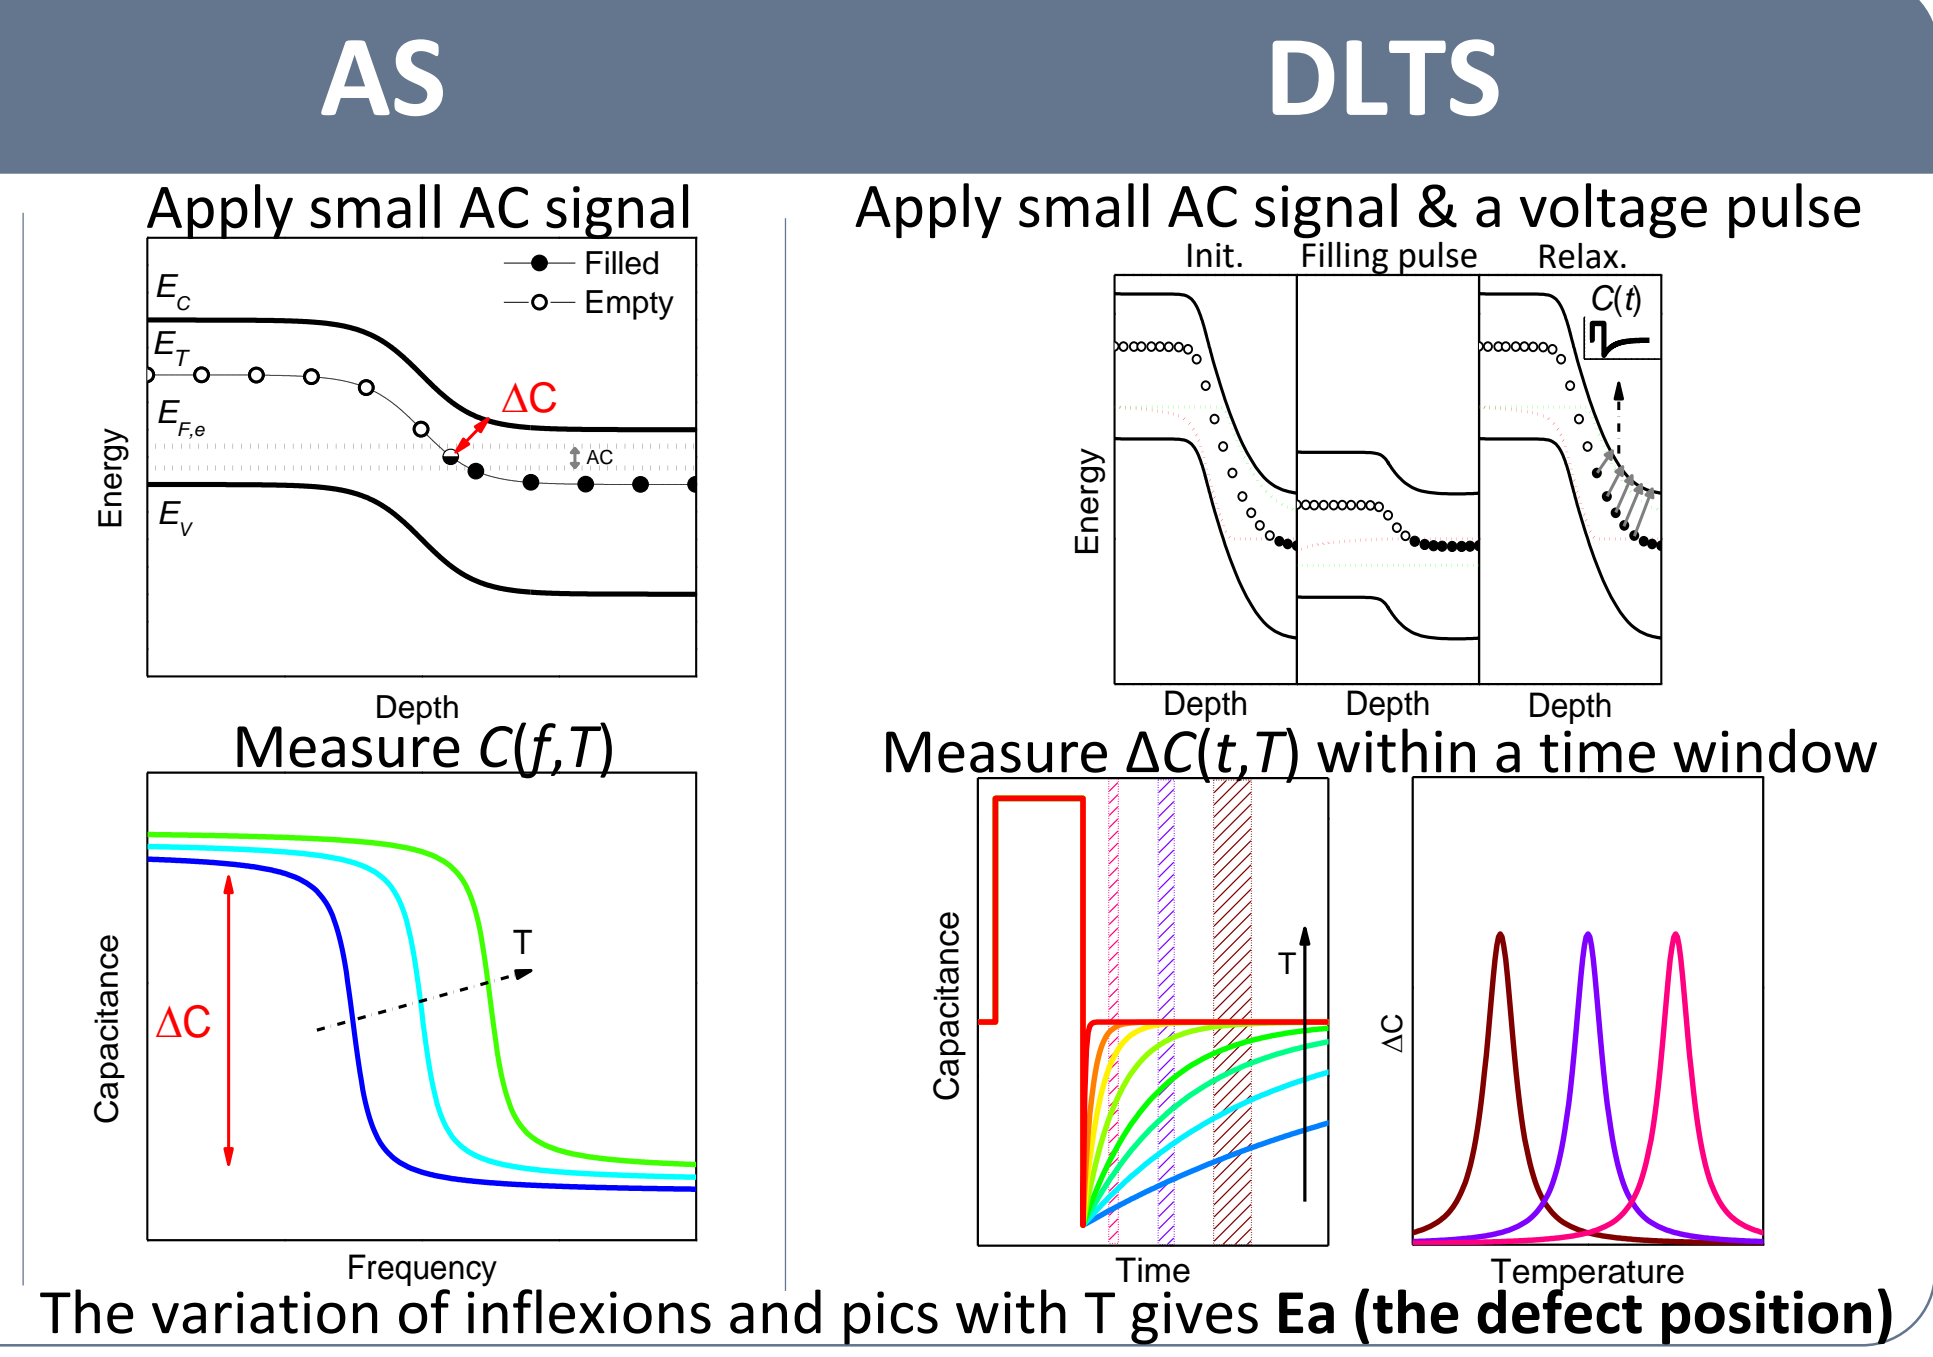 AS
DLTS
Apply small AC signal
Filled
Empty
E_C
E_T
E_F,e
E_V
ΔC
AC
Energy
Depth
Measure C(f,T)
ΔC
T
Capacitance
Frequency
Apply small AC signal & a voltage pulse
Init.
Filling pulse
Relax.
C(t)
Energy
Depth
Depth
Depth
Measure ΔC(t,T) within a time window
Capacitance
T
Time
ΔC
Temperature
The variation of inflexions and pics with T gives Ea (the defect position)